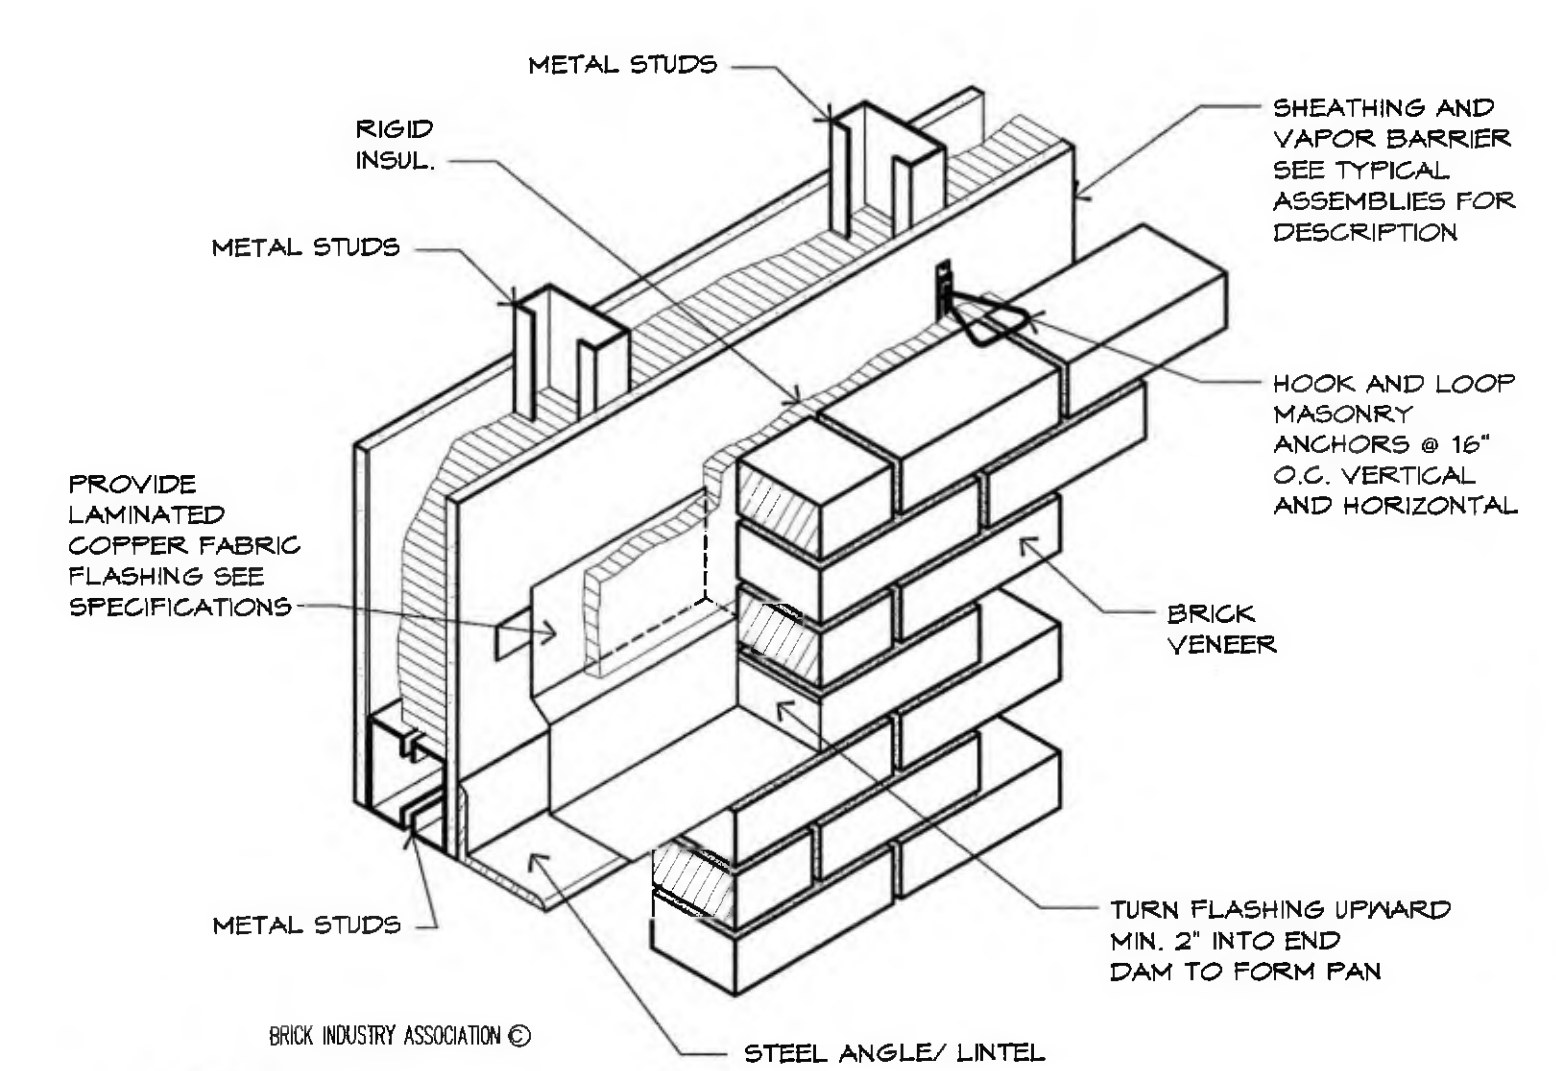 METAL STUDS
RIGID
INSUL.
METAL STUDS
SHEATHING AND
VAPOR BARRIER
SEE TYPICAL
ASSEMBLIES FOR
DESCRIPTION
HOOK AND LOOP
MASONRY
ANCHORS @ 16"
O.C. VERTICAL
AND HORIZONTAL
PROVIDE
LAMINATED
COPPER FABRIC
FLASHING SEE
SPECIFICATIONS
BRICK
VENEER
METAL STUDS
TURN FLASHING UPWARD
MIN. 2" INTO END
DAM TO FORM PAN
BRICK INDUSTRY ASSOCIATION ©
STEEL ANGLE/ LINTEL